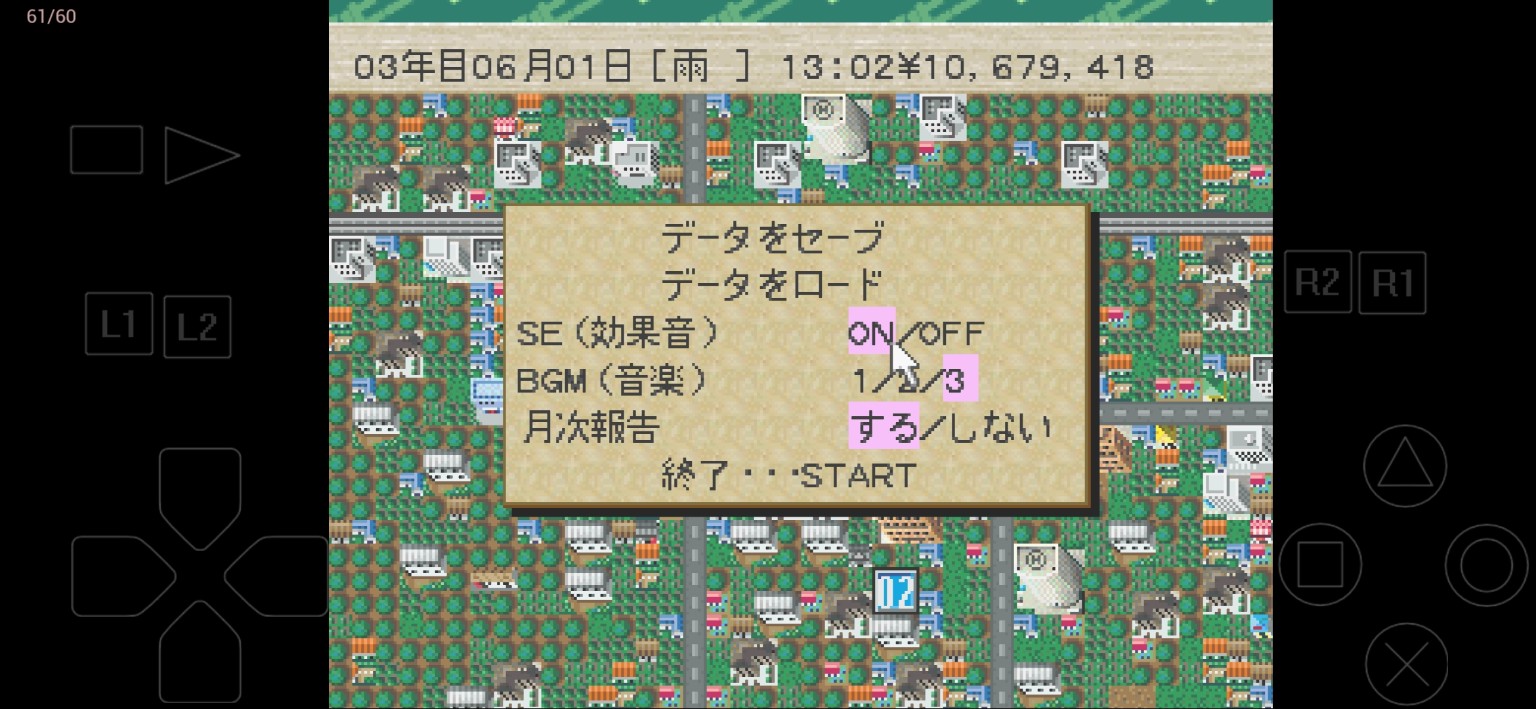 61/60
03年目06月01日[雨 ] 13:02¥10,679,418
データをセーブ
データをロード
SE(効果音) ON/OFF
BGM(音楽) 1/2/3
月次報告 する/しない
終了・・・START
L1 L2
R2 R1
12